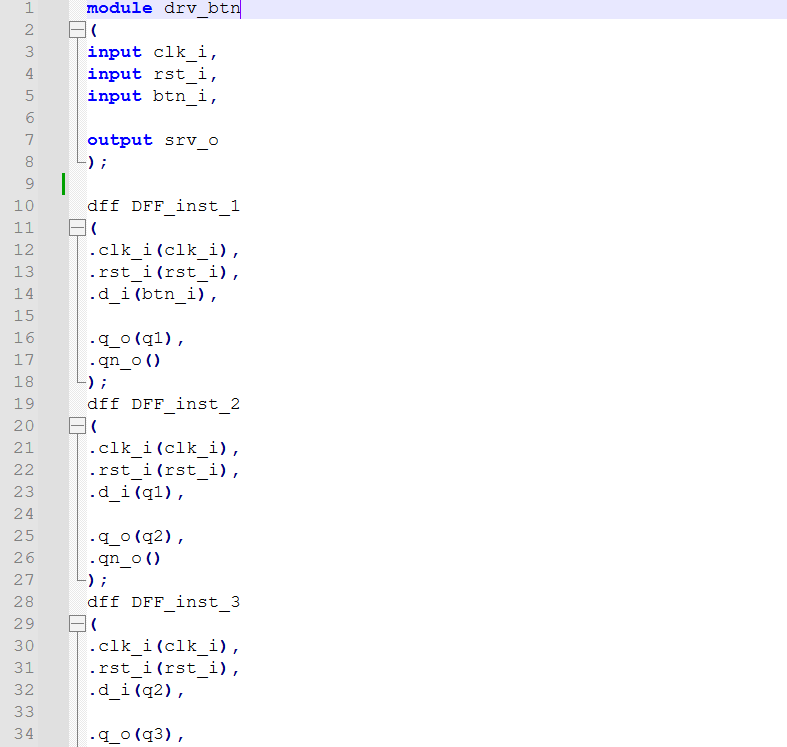 1 module drv_btn
2 (
3 input clk_i,
4 input rst_i,
5 input btn_i,
6
7 output srv_o
8 );
9
10 dff DFF_inst_1
11 (
12 .clk_i(clk_i),
13 .rst_i(rst_i),
14 .d_i(btn_i),
15
16 .q_o(q1),
17 .qn_o()
18 );
19 dff DFF_inst_2
20 (
21 .clk_i(clk_i),
22 .rst_i(rst_i),
23 .d_i(q1),
24
25 .q_o(q2),
26 .qn_o()
27 );
28 dff DFF_inst_3
29 (
30 .clk_i(clk_i),
31 .rst_i(rst_i),
32 .d_i(q2),
33
34 .q_o(q3),